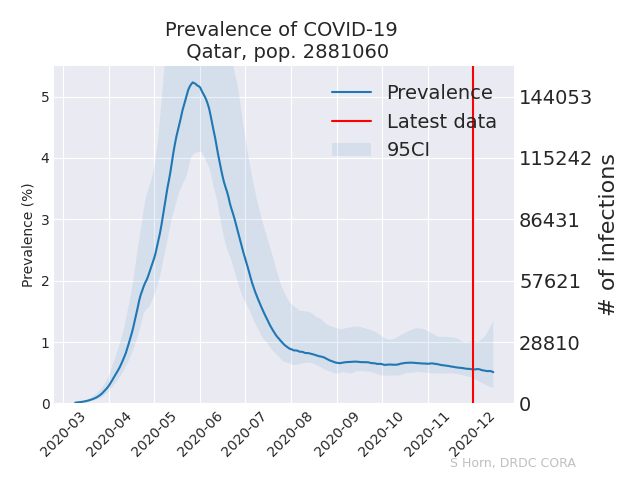 Prevalence of COVID-19
Qatar, pop. 2881060
Prevalence
Latest data
95CI
Prevalence (%)
5
4
3
2
1
0
144053
115242
86431
57621
28810
0
# of infections
2020-03
2020-04
2020-05
2020-06
2020-07
2020-08
2020-09
2020-10
2020-11
2020-12
S Horn, DRDC CORA